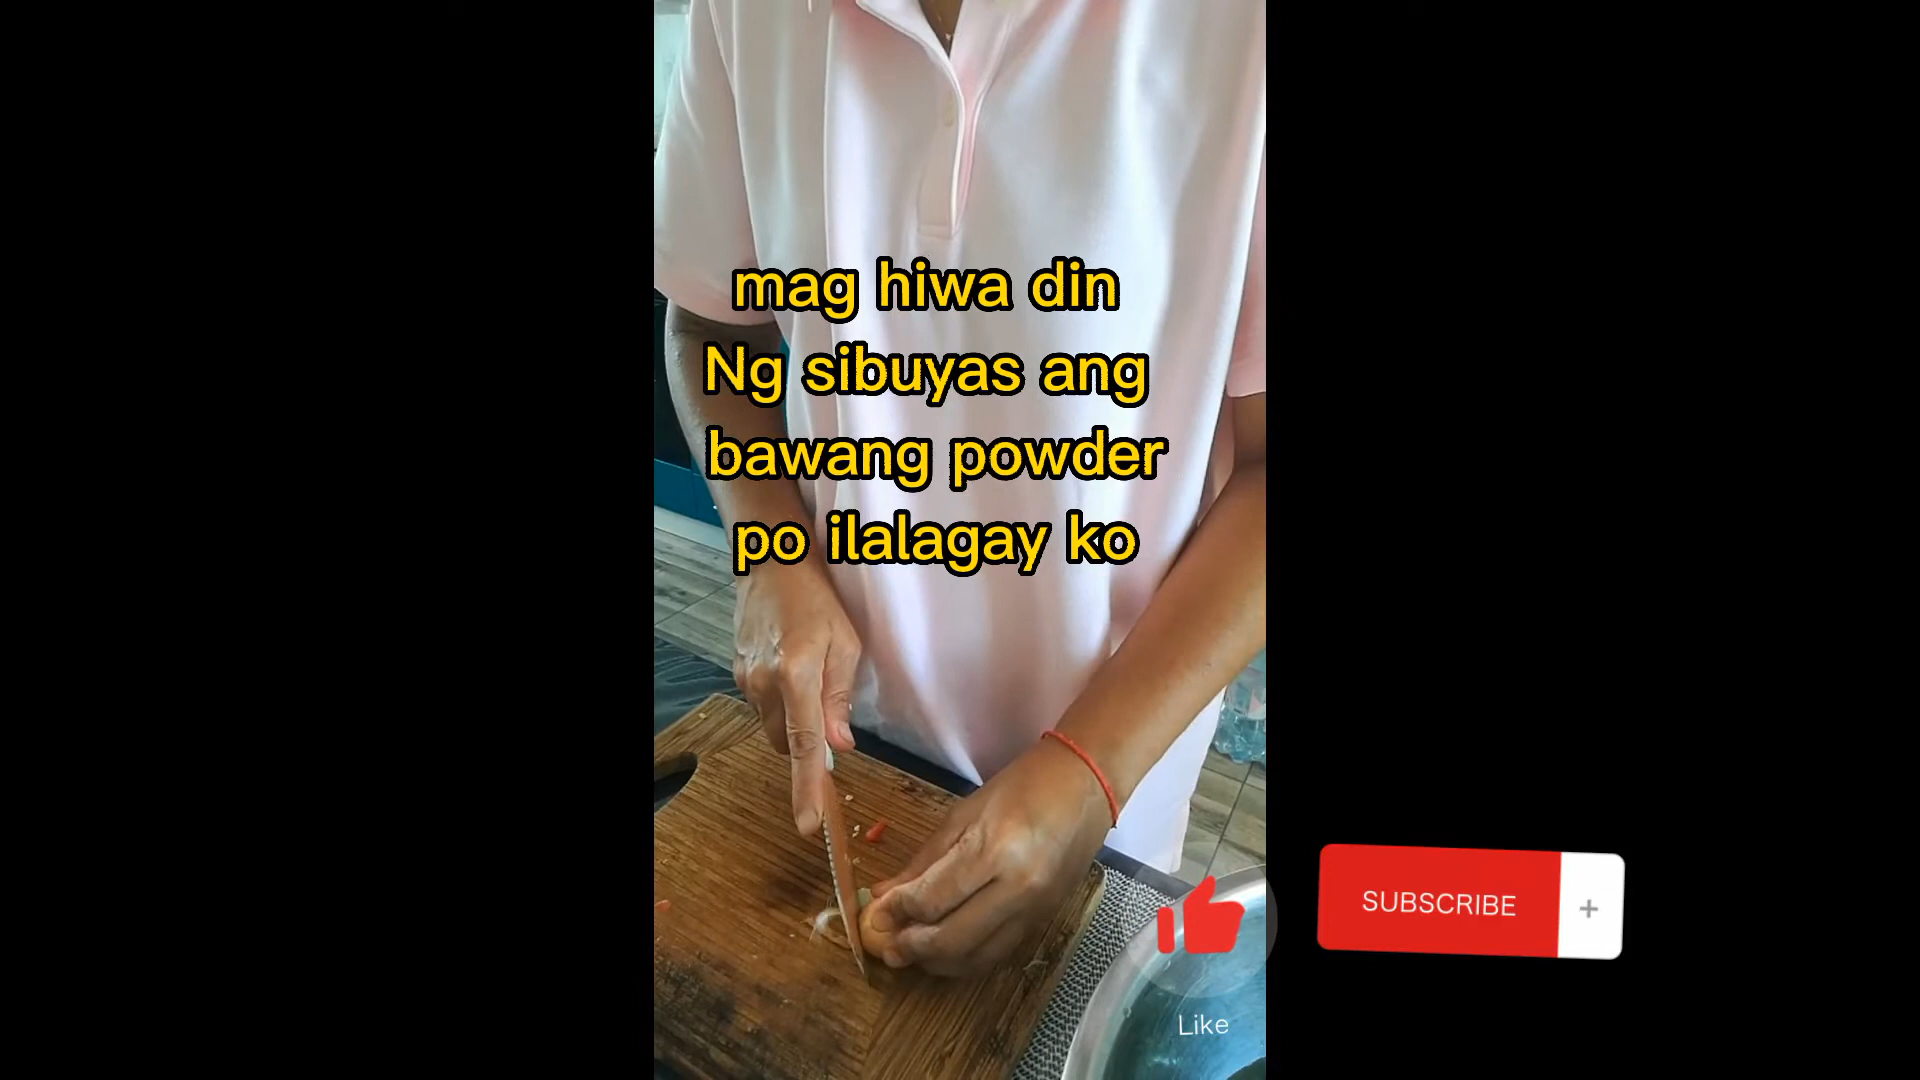 mag hiwa din
Ng sibuyas ang
bawang powder
po ilalagay ko
SUBSCRIBE +
Like